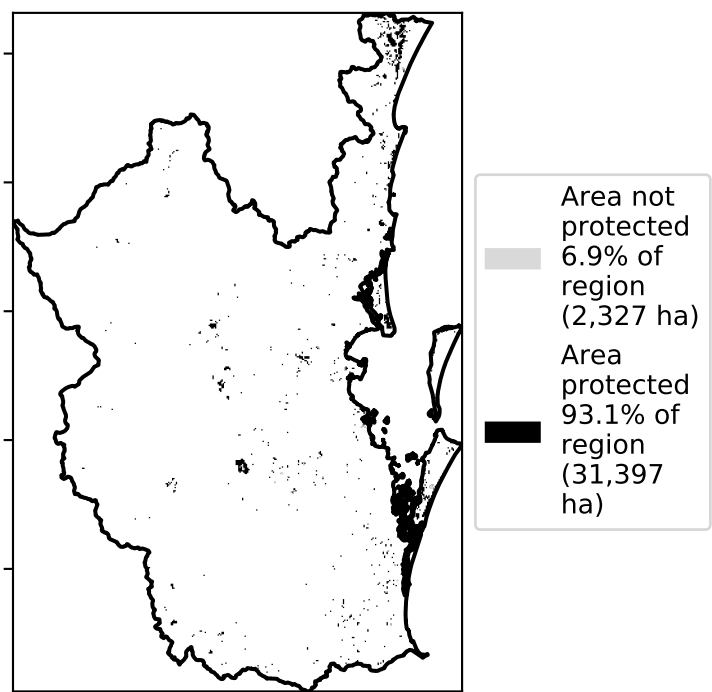 Area not
protected
6.9% of
region
(2,327 ha)
Area
protected
93.1% of
region
(31,397
ha)